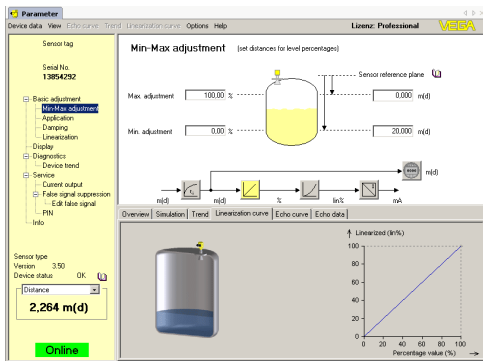 Parameter
Device data View Echo curve Trend Linearization curve Options Help Lizenz: Professional VEGA
Sensor tag
Serial No.
13854292
Basic adjustment
Min-Max adjustment
Application
Damping
Linearization
Display
Diagnostics
Device trend
Service
Current output
False signal suppression
Edit false signal
PIN
Info
Sensor type
Version 3.50
Device status OK
Distance
2,264 m(d)
Online
Min-Max adjustment (set distances for level percentages)
Sensor reference plane
Max. adjustment 100,00 % 0,000 m(d)
Min. adjustment 0,00 % 20,000 m(d)
m(d)
m(d) m(d) % lin% mA
Overview Simulation Trend Linearization curve Echo curve Echo data
Linearized (lin%)
100
80
60
40
20
0
0 20 40 60 80 100
Percentage value (%)